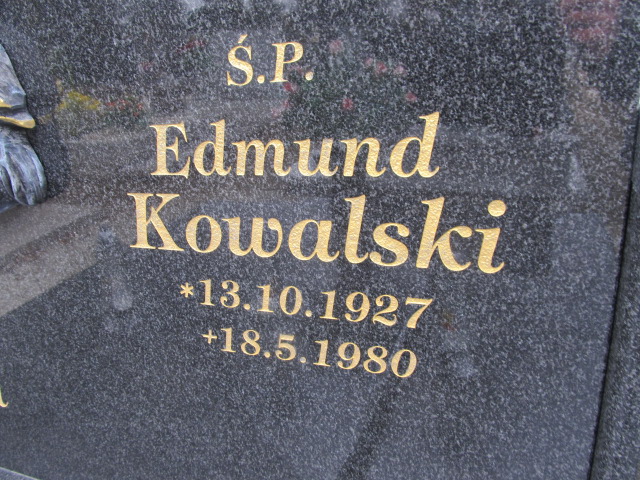 Ś.P.
Edmund
Kowalski
*13.10.1927
+18.5.1980